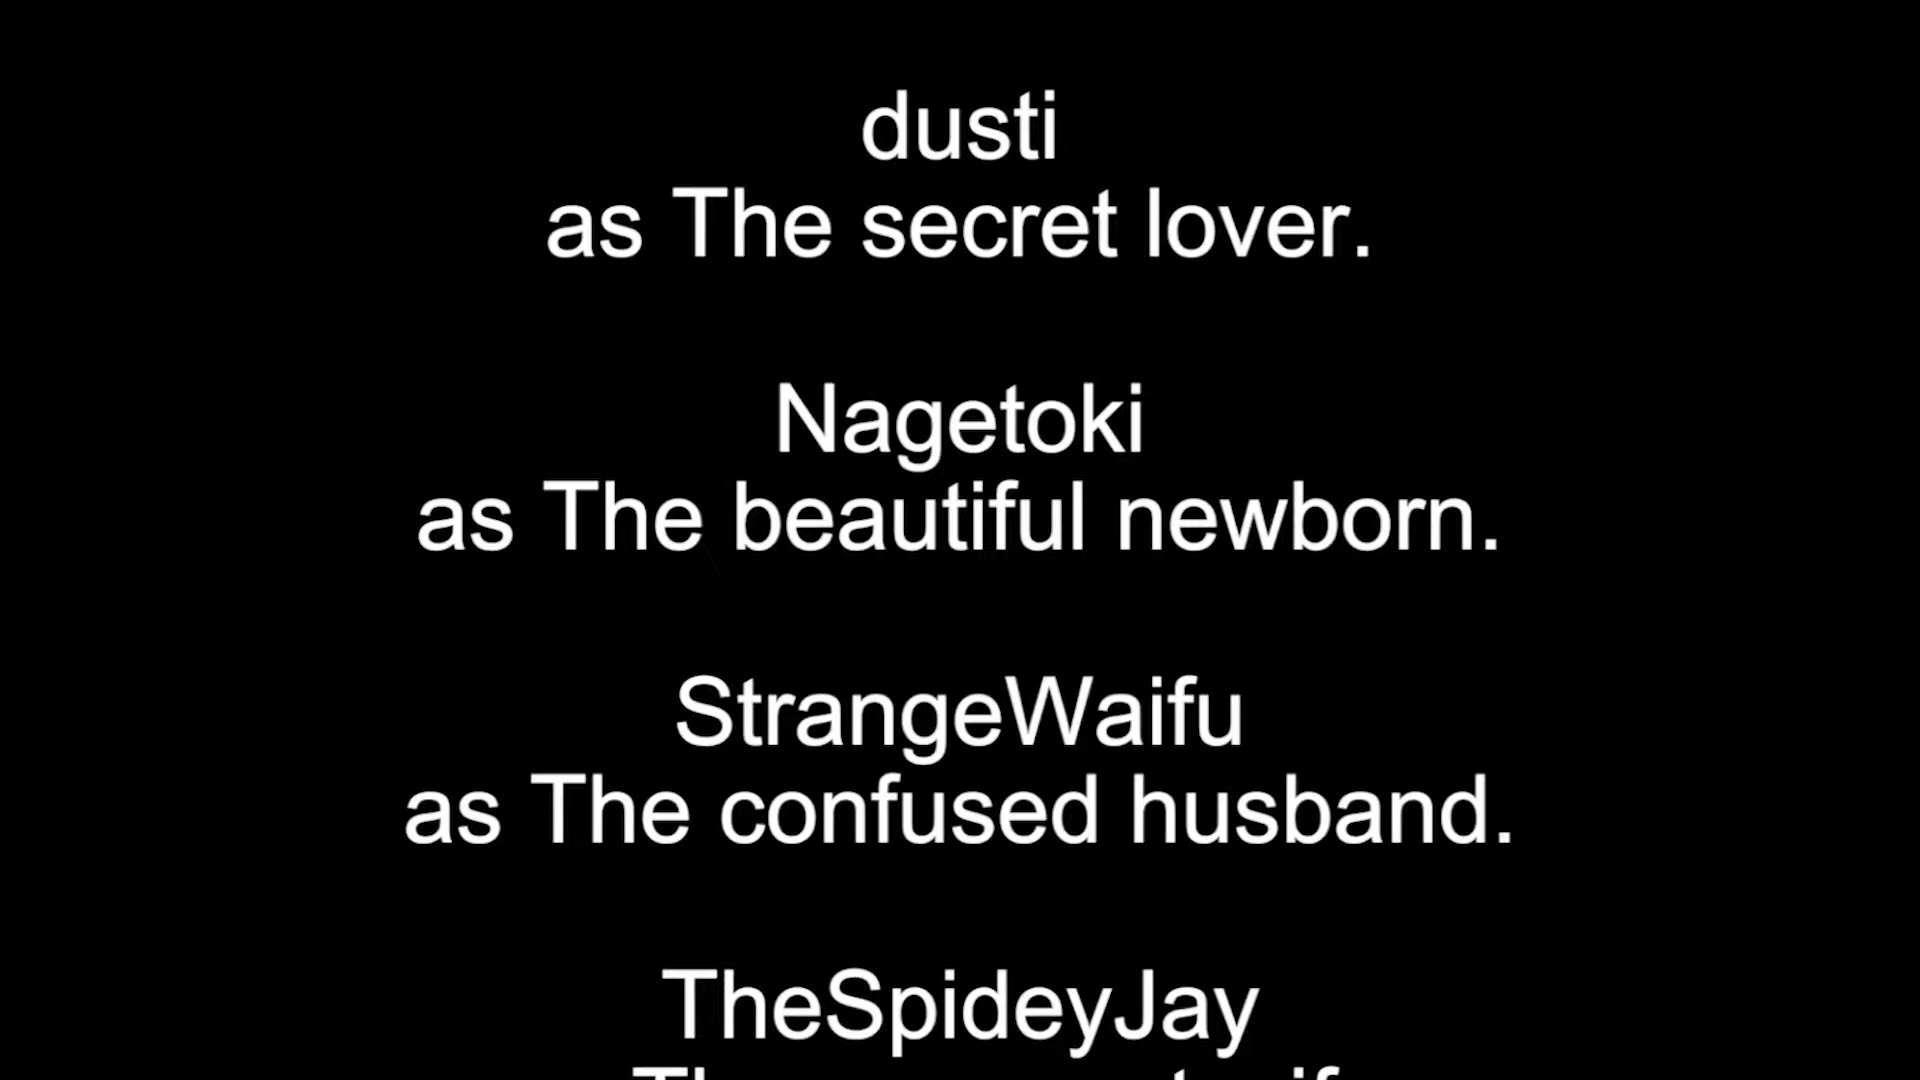 dusti
as The secret lover.
Nagetoki
as The beautiful newborn.
StrangeWaifu
as The confused husband.
TheSpideyJay